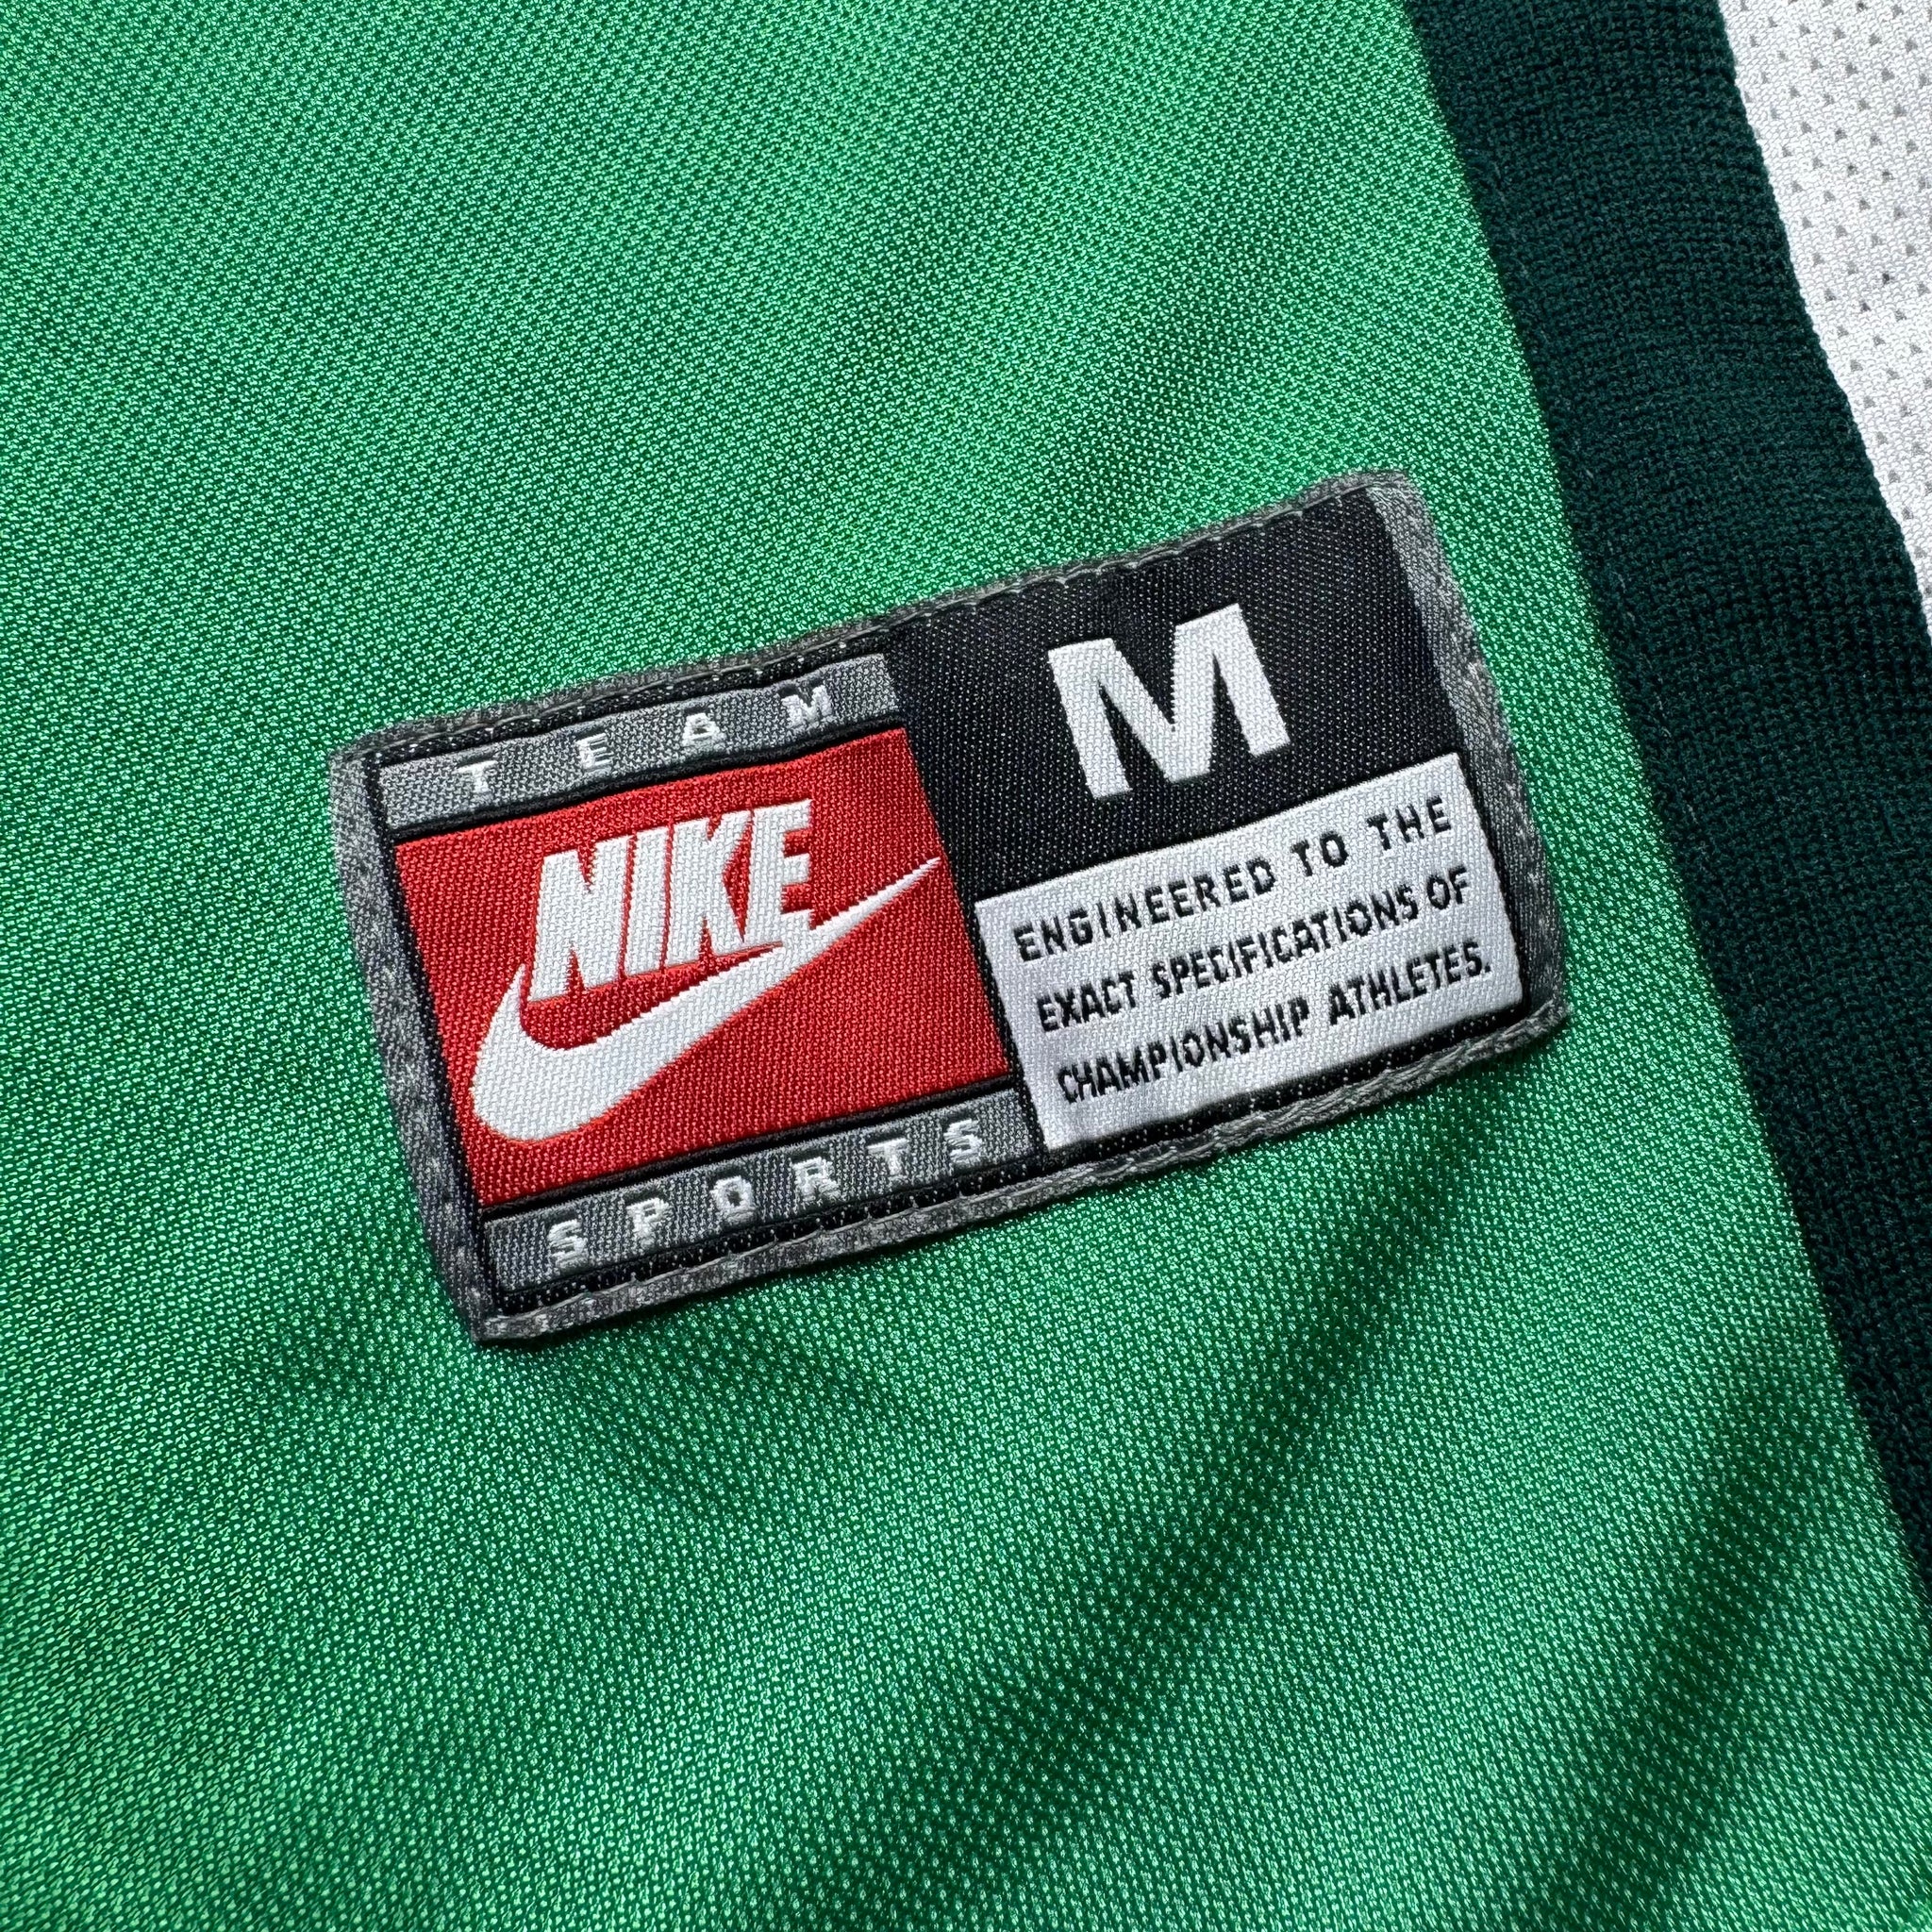 TEAM
NIKE
SPORTS
M
ENGINEERED TO THE
EXACT SPECIFICATIONS OF
CHAMPIONSHIP ATHLETES.